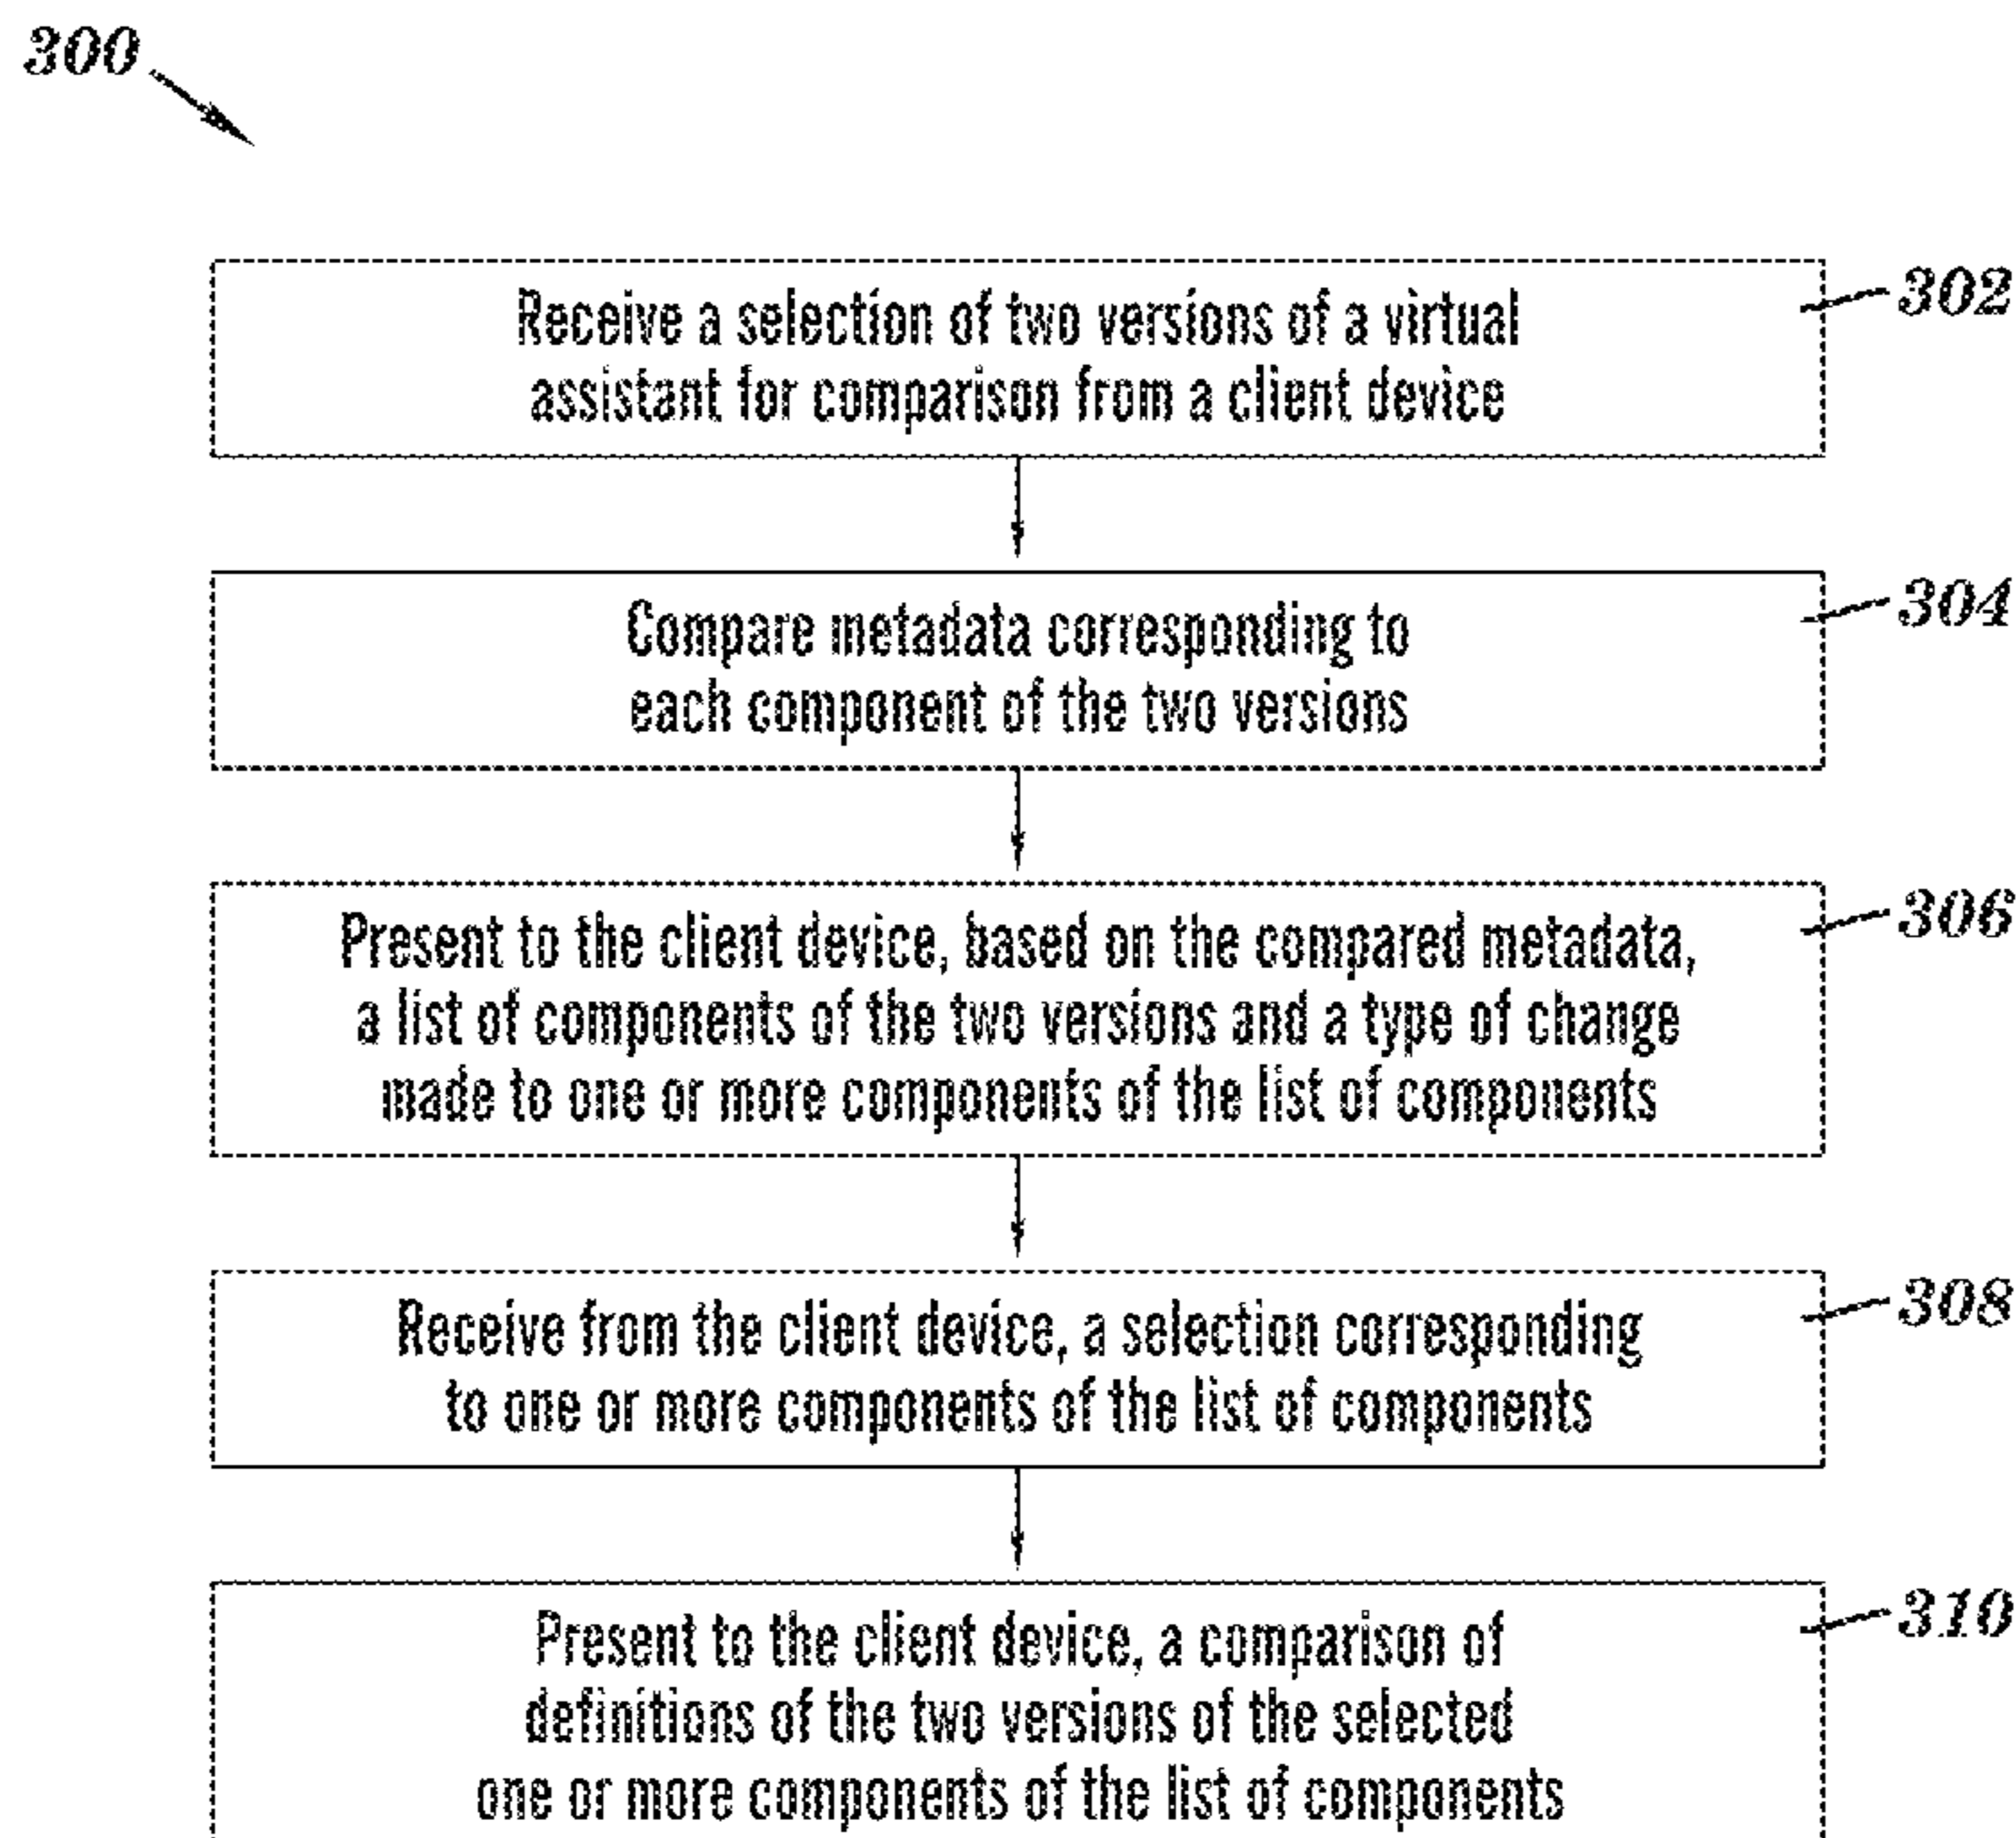 300
Receive a selection of two versions of a virtual
assistant for comparison from a client device
302
Compare metadata corresponding to
each component of the two versions
304
Present to the client device, based on the compared metadata,
a list of components of the two versions and a type of change
made to one or more components of the list of components
306
Receive from the client device, a selection corresponding
to one or more components of the list of components
308
Present to the client device, a comparison of
definitions of the two versions of the selected
one or more components of the list of components
310